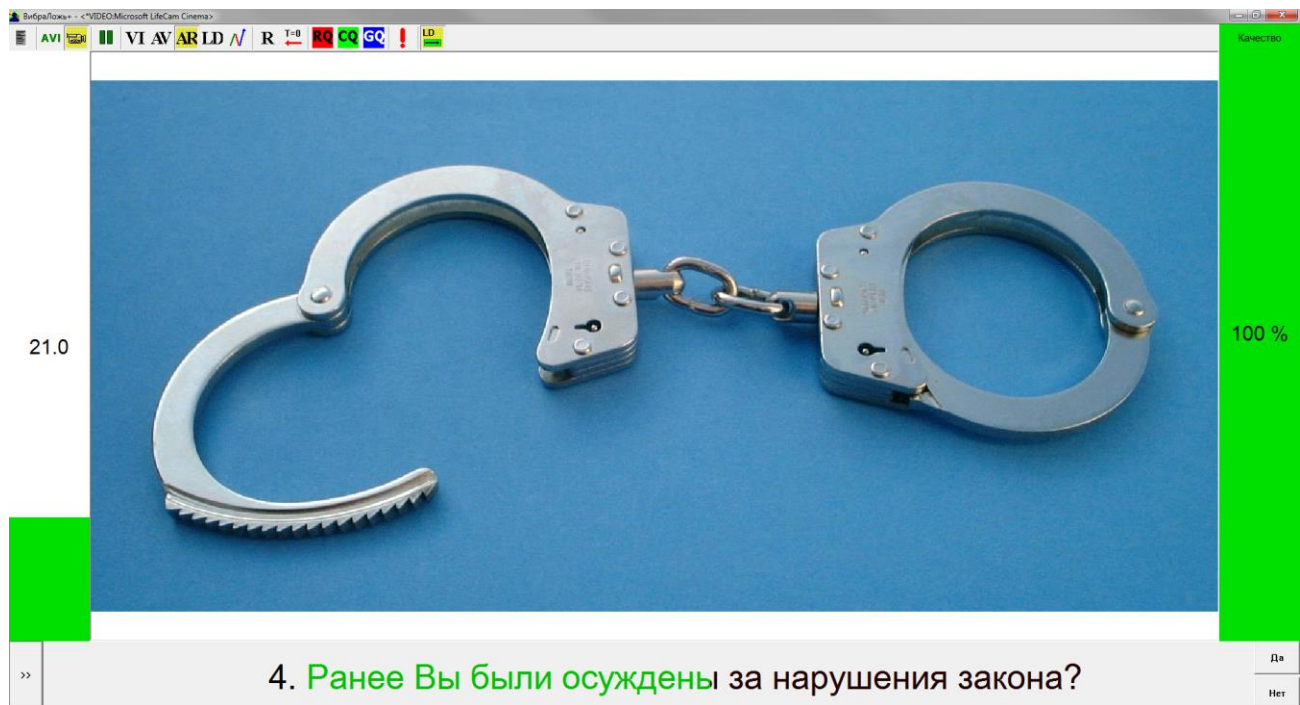 ВибраЛожь+ - <*VIDEO:Microsoft LifeCam Cinema>
AVI VI AV AR LD R T=0 RQ CQ GQ ! LD
Качество
21.0
100 %
>>
4. Ранее Вы были осуждены за нарушения закона?
Да
Нет